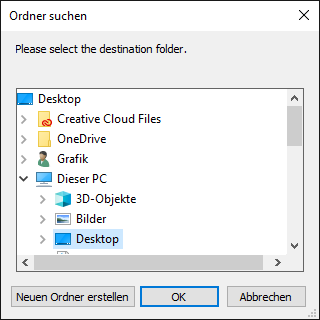 Ordner suchen
Please select the destination folder.
Desktop
Creative Cloud Files
OneDrive
Grafik
Dieser PC
3D-Objekte
Bilder
Desktop
Neuen Ordner erstellen
OK
Abbrechen